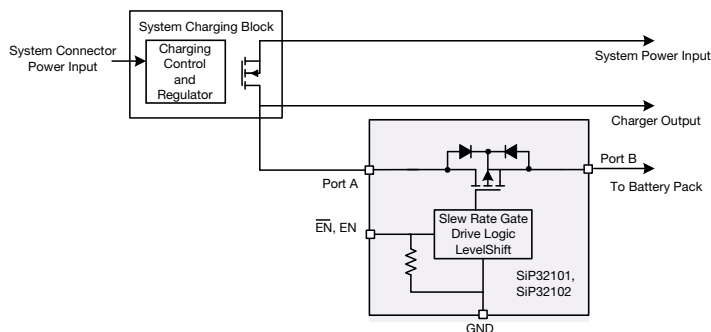 System Charging Block
System Connector
Power Input
Charging
Control
and
Regulator
System Power Input
Charger Output
Port A
Port B
To Battery Pack
EN, EN
Slew Rate Gate
Drive Logic
LevelShift
SiP32101,
SiP32102
GND